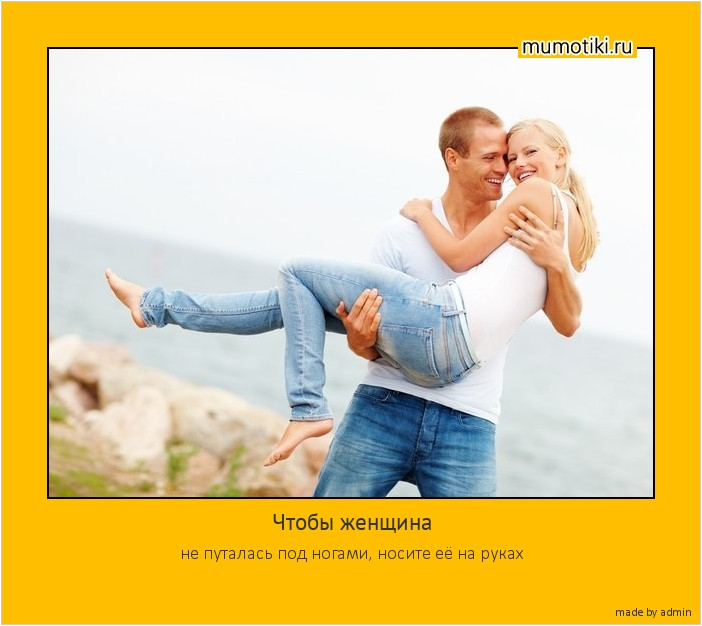 mumotiki.ru
Чтобы женщина
не путалась под ногами, носите её на руках
made by admin